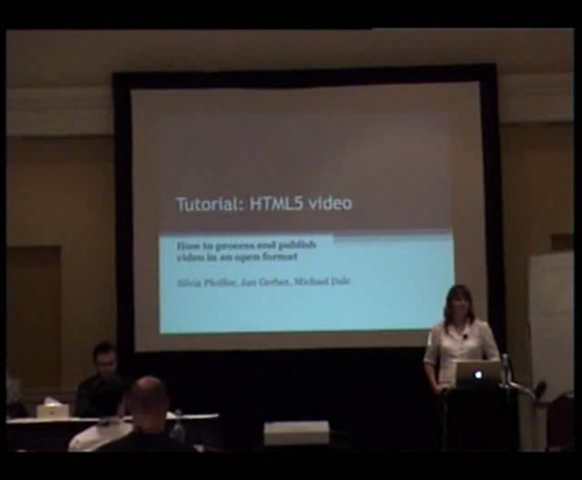 Tutorial: HTML5 video
How to process and publish
video in an open format
Silvia Pfeiffer, Jan Gerber, Michael Dale